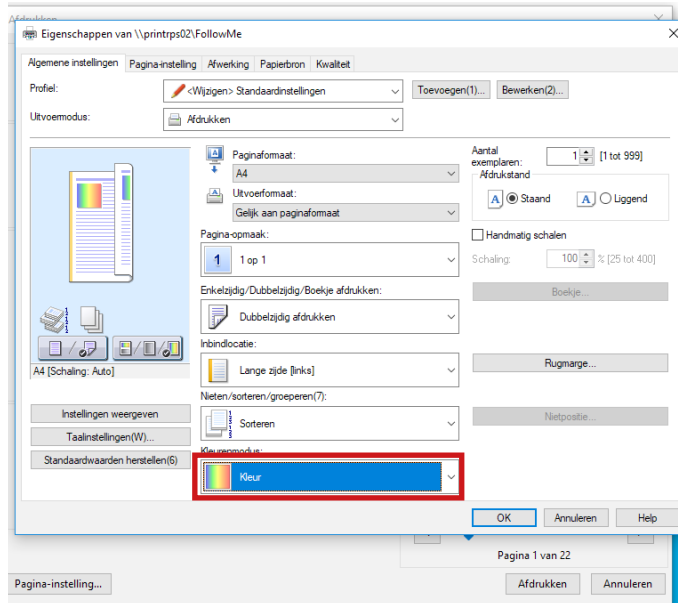 Afdrukken
Eigenschappen van \\printrps02\FollowMe
Algemene instellingen Pagina-instelling Afwerking Papierbron Kwaliteit
Profiel:
<Wijzigen> Standaardinstellingen
Toevoegen(1)...
Bewerken(2)...
Uitvoermodus:
Afdrukken
Paginaformaat:
A4
Uitvoerformaat:
Gelijk aan paginaformaat
Pagina-opmaak:
1
1 op 1
Enkelzijdig/Dubbelzijdig/Boekje afdrukken:
Dubbelzijdig afdrukken
Inbindlocatie:
Lange zijde [links]
Nieten/sorteren/groeperen(7):
Sorteren
Kleurenmodus:
Kleur
Aantal
exemplaren:
1
[1 tot 999]
Afdrukstand
A Staand
A Liggend
Handmatig schalen
Schaling:
100
% [25 tot 400]
Boekje...
Rugmarge...
Nietpositie...
A4 [Schaling: Auto]
Instellingen weergeven
Taalinstellingen(W)...
Standaardwaarden herstellen(6)
OK
Annuleren
Help
Pagina 1 van 22
Pagina-instelling...
Afdrukken
Annuleren